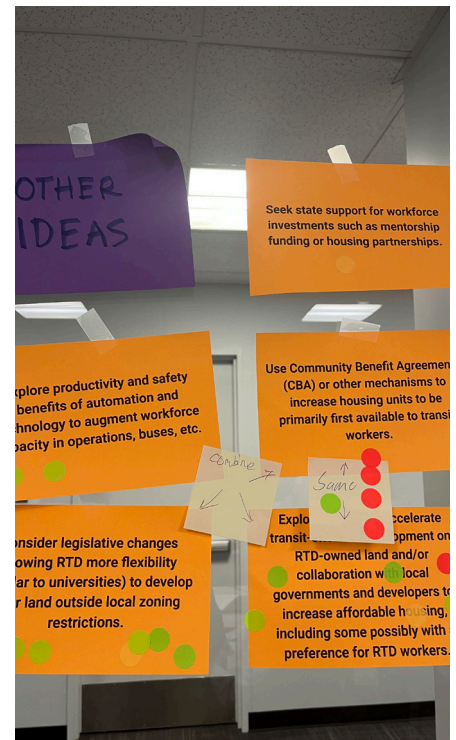 OTHER
IDEAS
Seek state support for workforce
investments such as mentorship
funding or housing partnerships.
xplore productivity and safety
benefits of automation and
hnology to augment workforce
pacity in operations, buses, etc.
Use Community Benefit Agreemen
(CBA) or other mechanisms to
increase housing units to be
primarily first available to transi
workers.
combine
Same
onsider legislative changes
owing RTD more flexibility
lar to universities) to develop
r land outside local zoning
restrictions).
Explo ccelerate
transit- opment on
RTD-owned land and/or
collaboration with local
governments and developers to
increase affordable housing,
including some possibly with
preference for RTD workers.